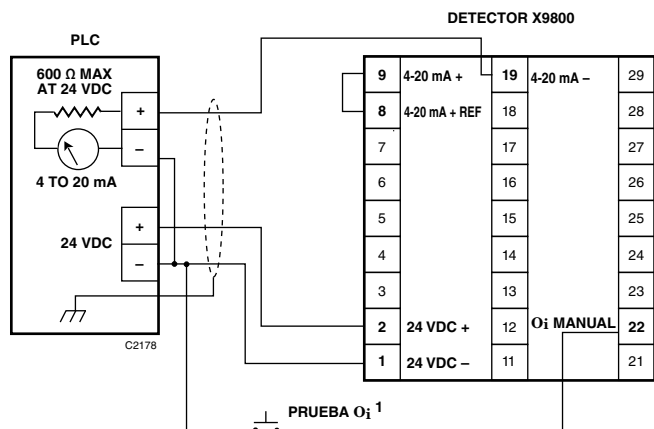 DETECTOR X9800
PLC
600 Ω MAX
AT 24 VDC
+
–
4 TO 20 mA
24 VDC
+
–
C2178
9 4-20 mA + 19 4-20 mA – 29
8 4-20 mA + REF 18 28
7 17 27
6 16 26
5 15 25
4 14 24
3 13 23
2 24 VDC + 12 Oi MANUAL 22
1 24 VDC – 11 21
PRUEBA Oi 1